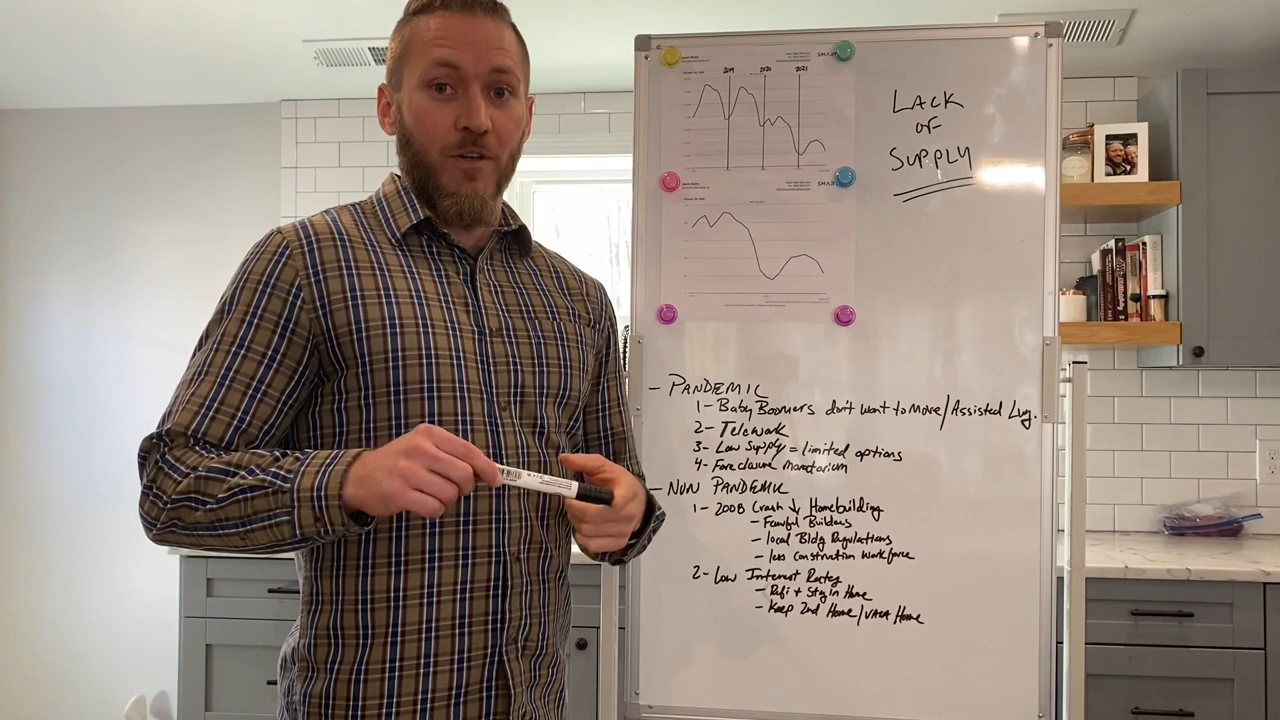 2019 2020 2021
LACK
OF
SUPPLY
- PANDEMIC
1- Baby Boomers don't want to Move/Assisted Lvg.
2- Telework
3- Low Supply = limited options
4- Foreclosure Moratorium
- NON PANDEMIC
1- 2008 Crash ↓ Homebuilding
- Fearful Builders
- local Bldg Regulations
- less Construction Workforce
2- Low Interest Rates
- Refi + Stay in Home
- Keep 2nd Home/VACA Home